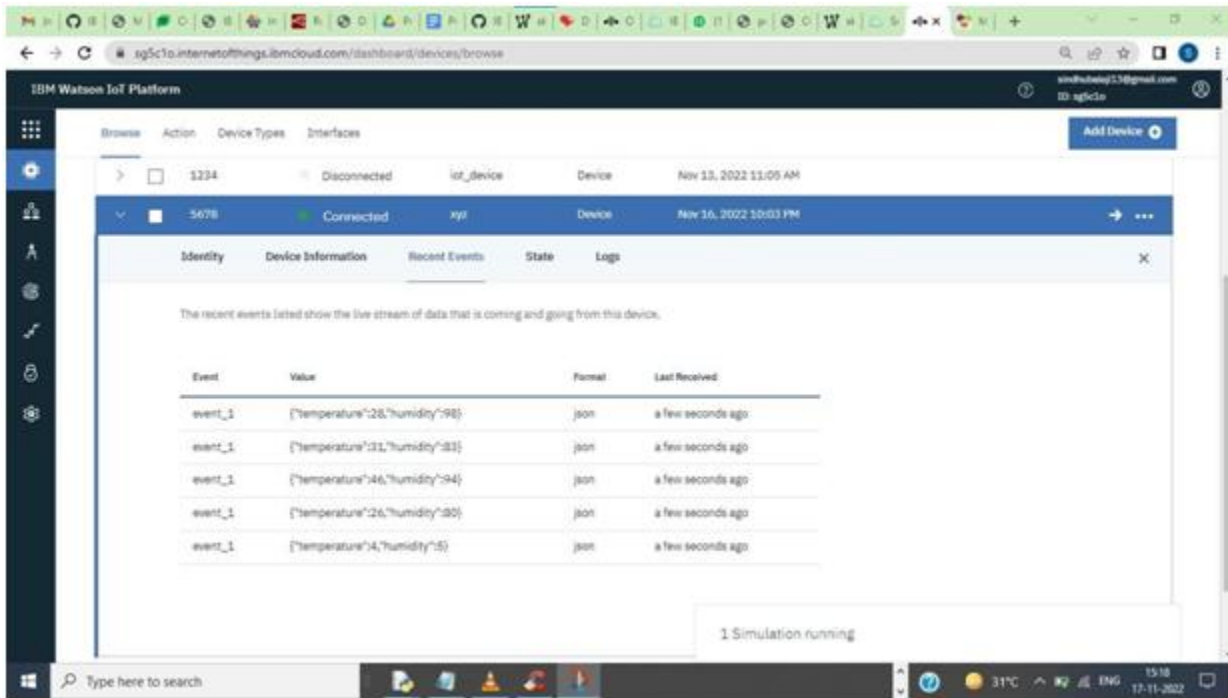 sg5c1o.internetofthings.ibmcloud.com/dashboard/devices/browse
IBM Watson IoT Platform
ID: sg5c1o
Browse Action Device Types Interfaces
Add Device
1234 Disconnected iot_device Device Nov 13, 2022 11:05 AM
5678 Connected xyz Device Nov 16, 2022 10:03 PM
Identity Device Information Recent Events State Logs
The recent events listed show the live stream of data that is coming and going from this device.
Event Value Format Last Received
event_1 {"temperature":28,"humidity":98} json a few seconds ago
event_1 {"temperature":31,"humidity":83} json a few seconds ago
event_1 {"temperature":46,"humidity":94} json a few seconds ago
event_1 {"temperature":26,"humidity":80} json a few seconds ago
event_1 {"temperature":4,"humidity":5} json a few seconds ago
1 Simulation running
Type here to search
31°C ENG 15:18
17-11-2022